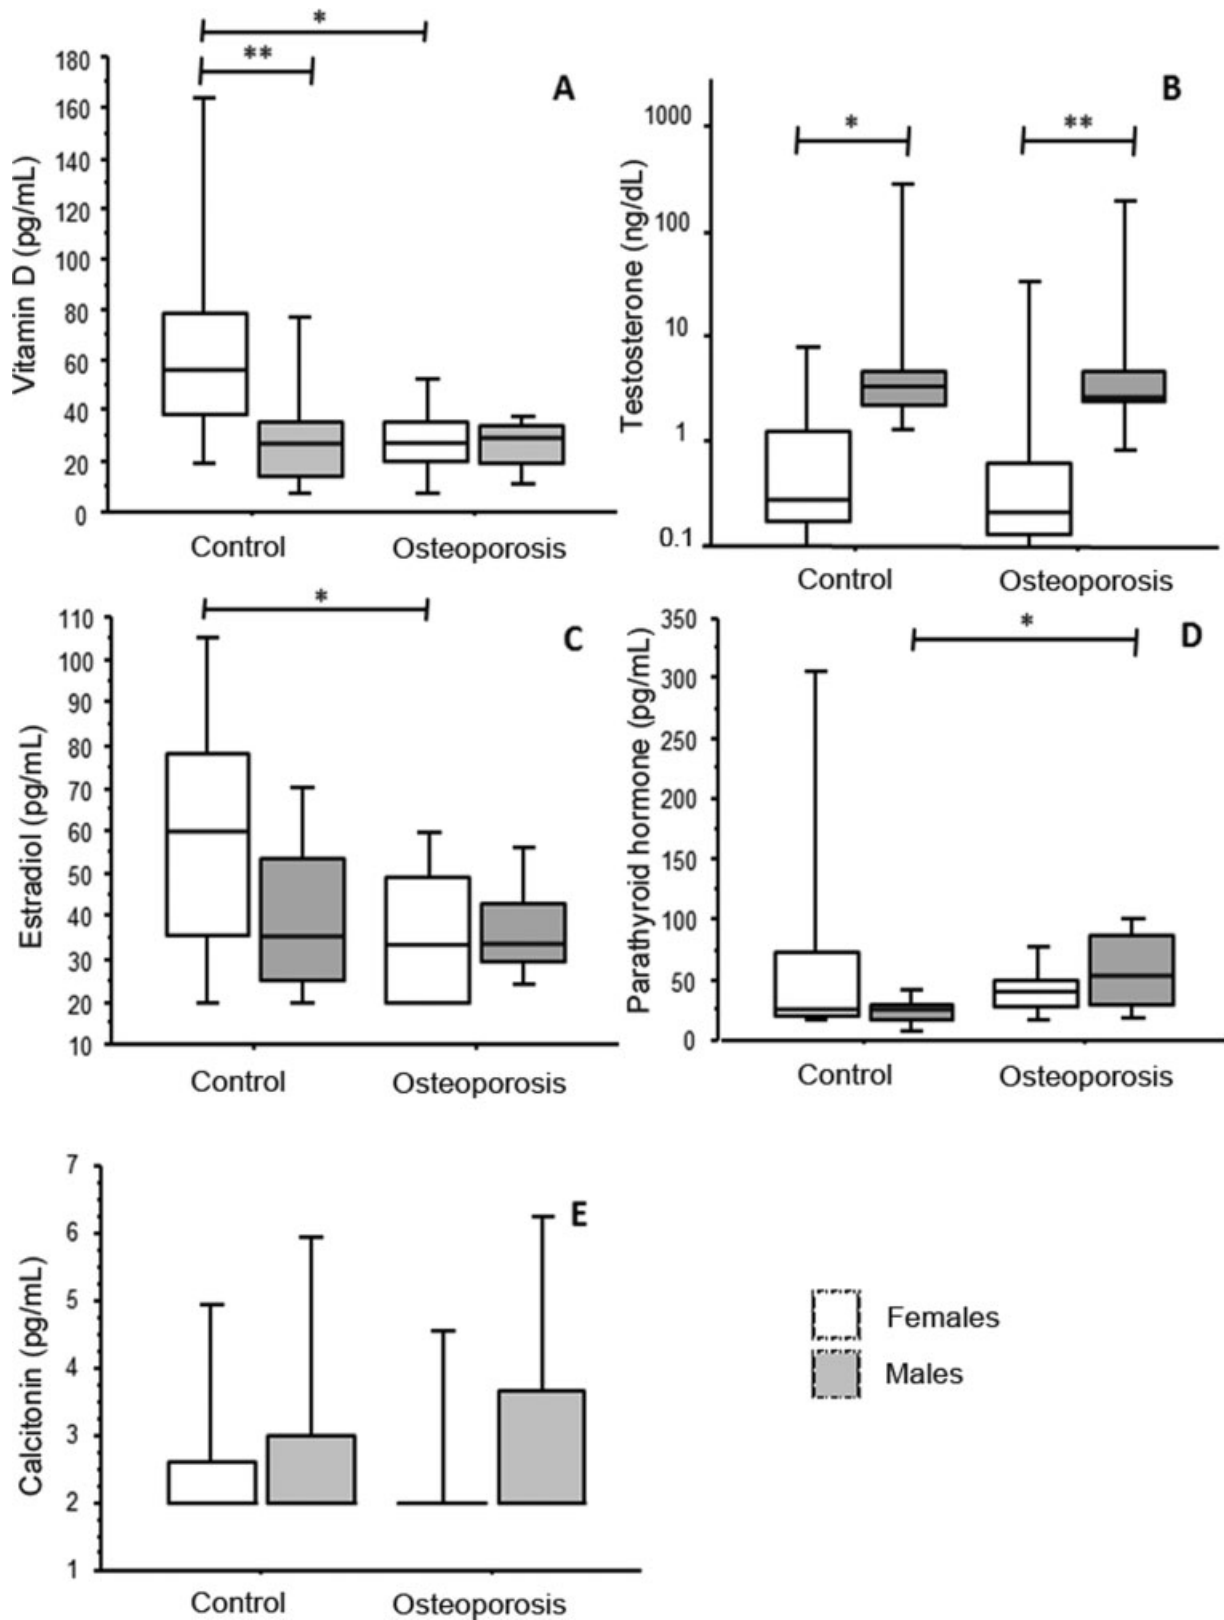 *
**
A
180
160
140
120
100
80
60
40
20
0
Vitamin D (pg/mL)
Control
Osteoporosis
B
*
**
1000
100
10
1
0.1
Testosterone (ng/dL)
Control
Osteoporosis
*
C
110
100
90
80
70
60
50
40
30
20
10
Estradiol (pg/mL)
Control
Osteoporosis
*
D
350
300
250
200
150
100
50
0
Parathyroid hormone (pg/mL)
Control
Osteoporosis
E
7
6
5
4
3
2
1
Calcitonin (pg/mL)
Control
Osteoporosis
Females
Males